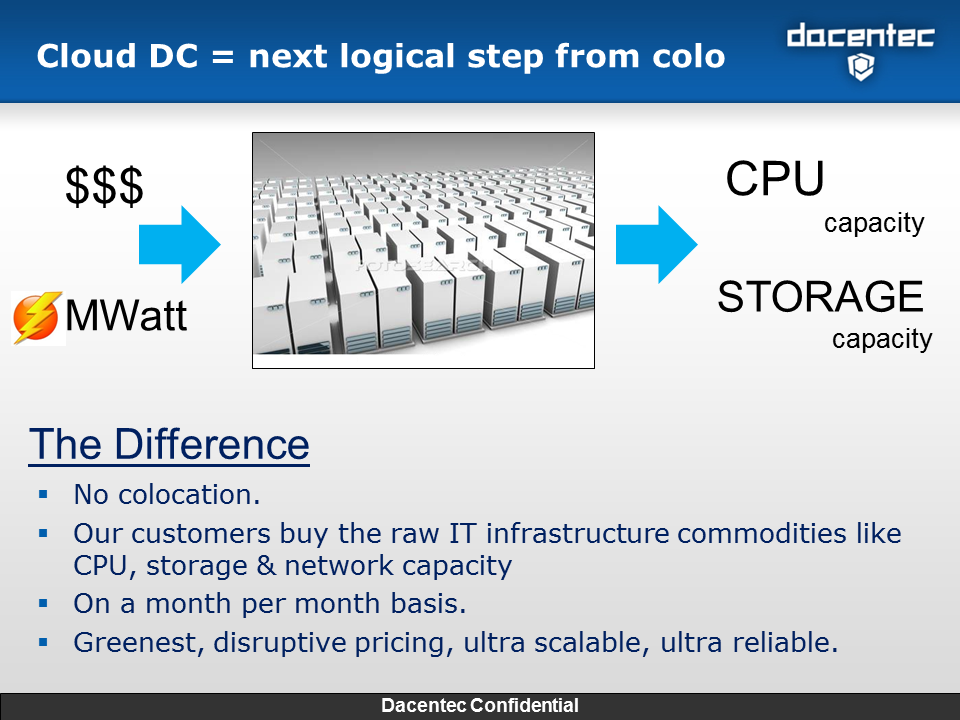 Cloud DC = next logical step from colo
dacentec
$$$
MWatt
FOTOSEARCH
CPU
capacity
STORAGE
capacity
The Difference
No colocation.
Our customers buy the raw IT infrastructure commodities like
CPU, storage & network capacity
On a month per month basis.
Greenest, disruptive pricing, ultra scalable, ultra reliable.
Dacentec Confidential